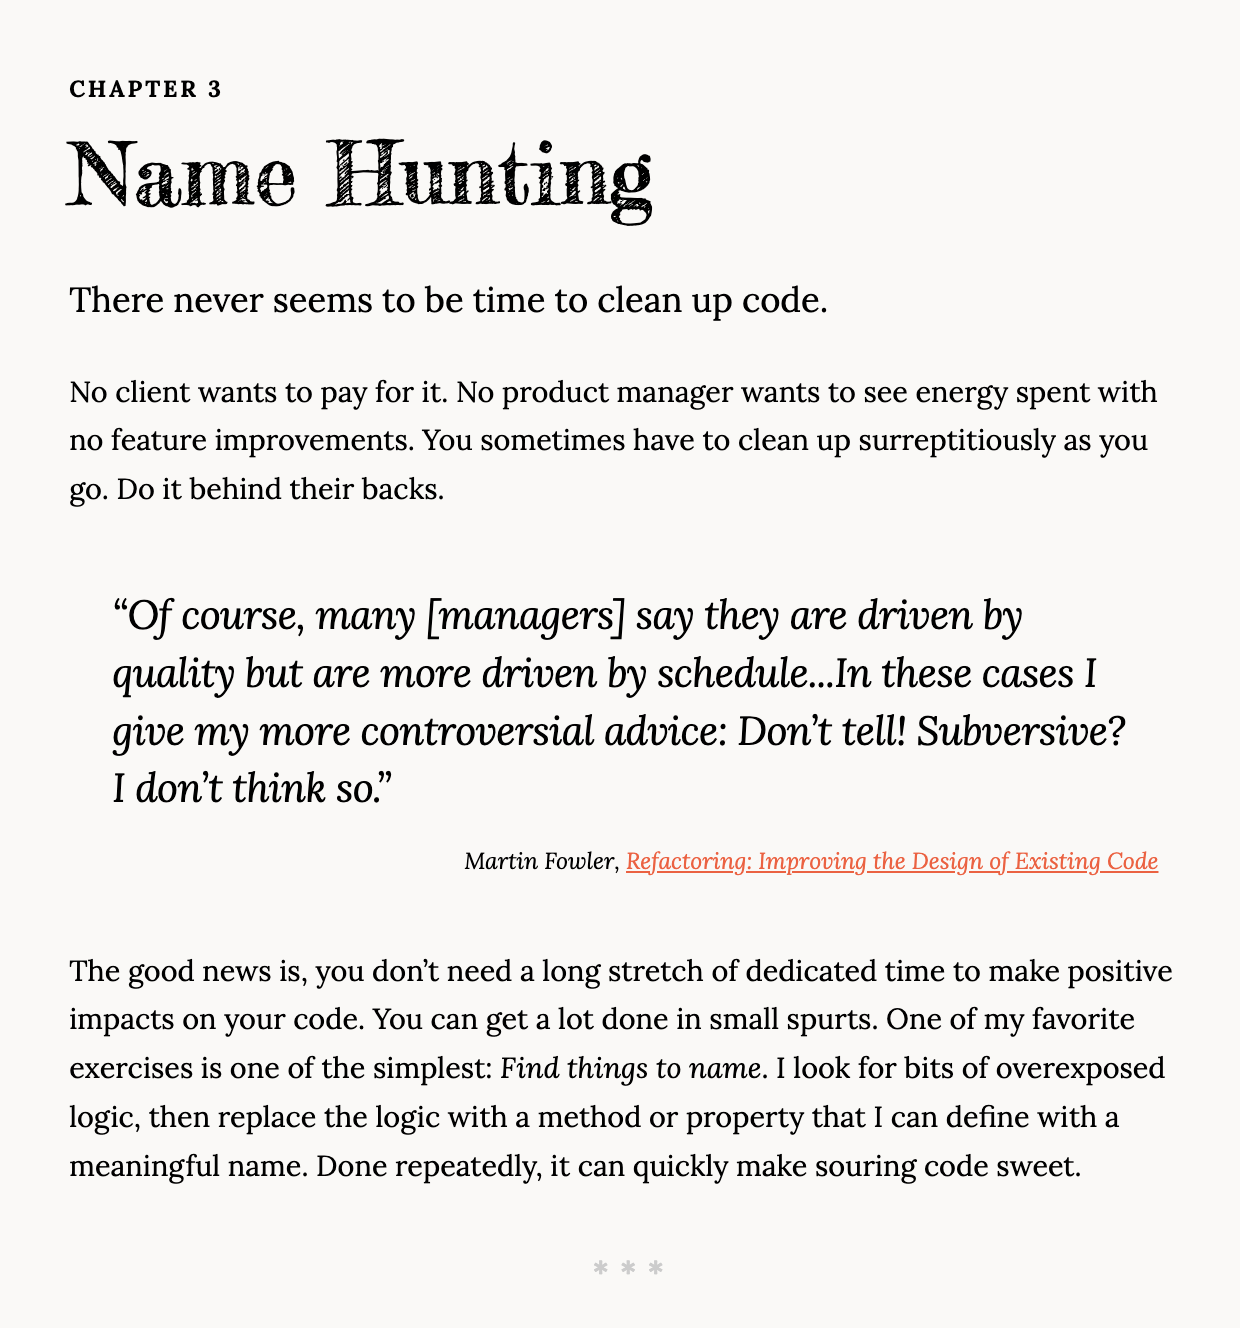 CHAPTER 3
Name Hunting
There never seems to be time to clean up code.
No client wants to pay for it. No product manager wants to see energy spent with
no feature improvements. You sometimes have to clean up surreptitiously as you
go. Do it behind their backs.
“Of course, many [managers] say they are driven by
quality but are more driven by schedule...In these cases I
give my more controversial advice: Don’t tell! Subversive?
I don’t think so.”
Martin Fowler, Refactoring: Improving the Design of Existing Code
The good news is, you don’t need a long stretch of dedicated time to make positive
impacts on your code. You can get a lot done in small spurts. One of my favorite
exercises is one of the simplest: Find things to name. I look for bits of overexposed
logic, then replace the logic with a method or property that I can define with a
meaningful name. Done repeatedly, it can quickly make souring code sweet.
* * *